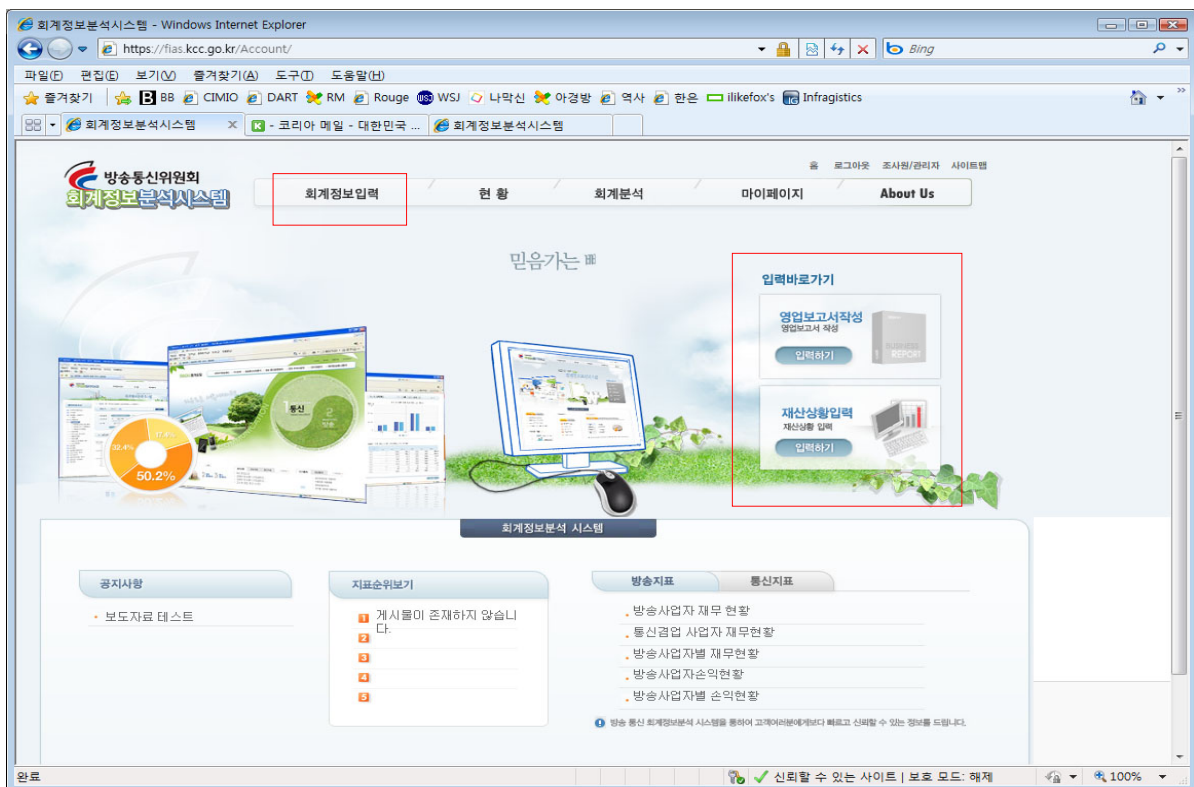 회계정보분석시스템 - Windows Internet Explorer
https://fias.kcc.go.kr/Account/
Bing
파일(F) 편집(E) 보기(V) 즐겨찾기(A) 도구(T) 도움말(H)
즐겨찾기 BB CIMIO DART RM Rouge WSJ 나막신 아경방 역사 한은 ilikefox's Infragistics
회계정보분석시스템 - 코리아 메일 - 대한민국 ... 회계정보분석시스템
홈 로그아웃 조사원/관리자 사이트맵
방송통신위원회
회계정보분석시스템
회계정보입력 현 황 회계분석 마이페이지 About Us
믿음가는
입력바로가기
영업보고서작성
영업보고서 작성
입력하기
BUSINESS
REPORT
재산상황입력
재산상황 입력
입력하기
통신
방송
17.4%
32.4%
50.2%
회계정보분석 시스템
공지사항
보도자료 테스트
지표순위보기
1 게시물이 존재하지 않습니
다.
2
3
4
5
방송지표 통신지표
방송사업자 재무 현황
통신겸업 사업자 재무현황
방송사업자별 재무현황
방송사업자손익현황
방송사업자별 손익현황
방송 통신 회계정보분석 시스템을 통하여 고객여러분에게보다 빠르고 신뢰할 수 있는 정보를 드립니다.
완료
신뢰할 수 있는 사이트 | 보호 모드: 해제
100%